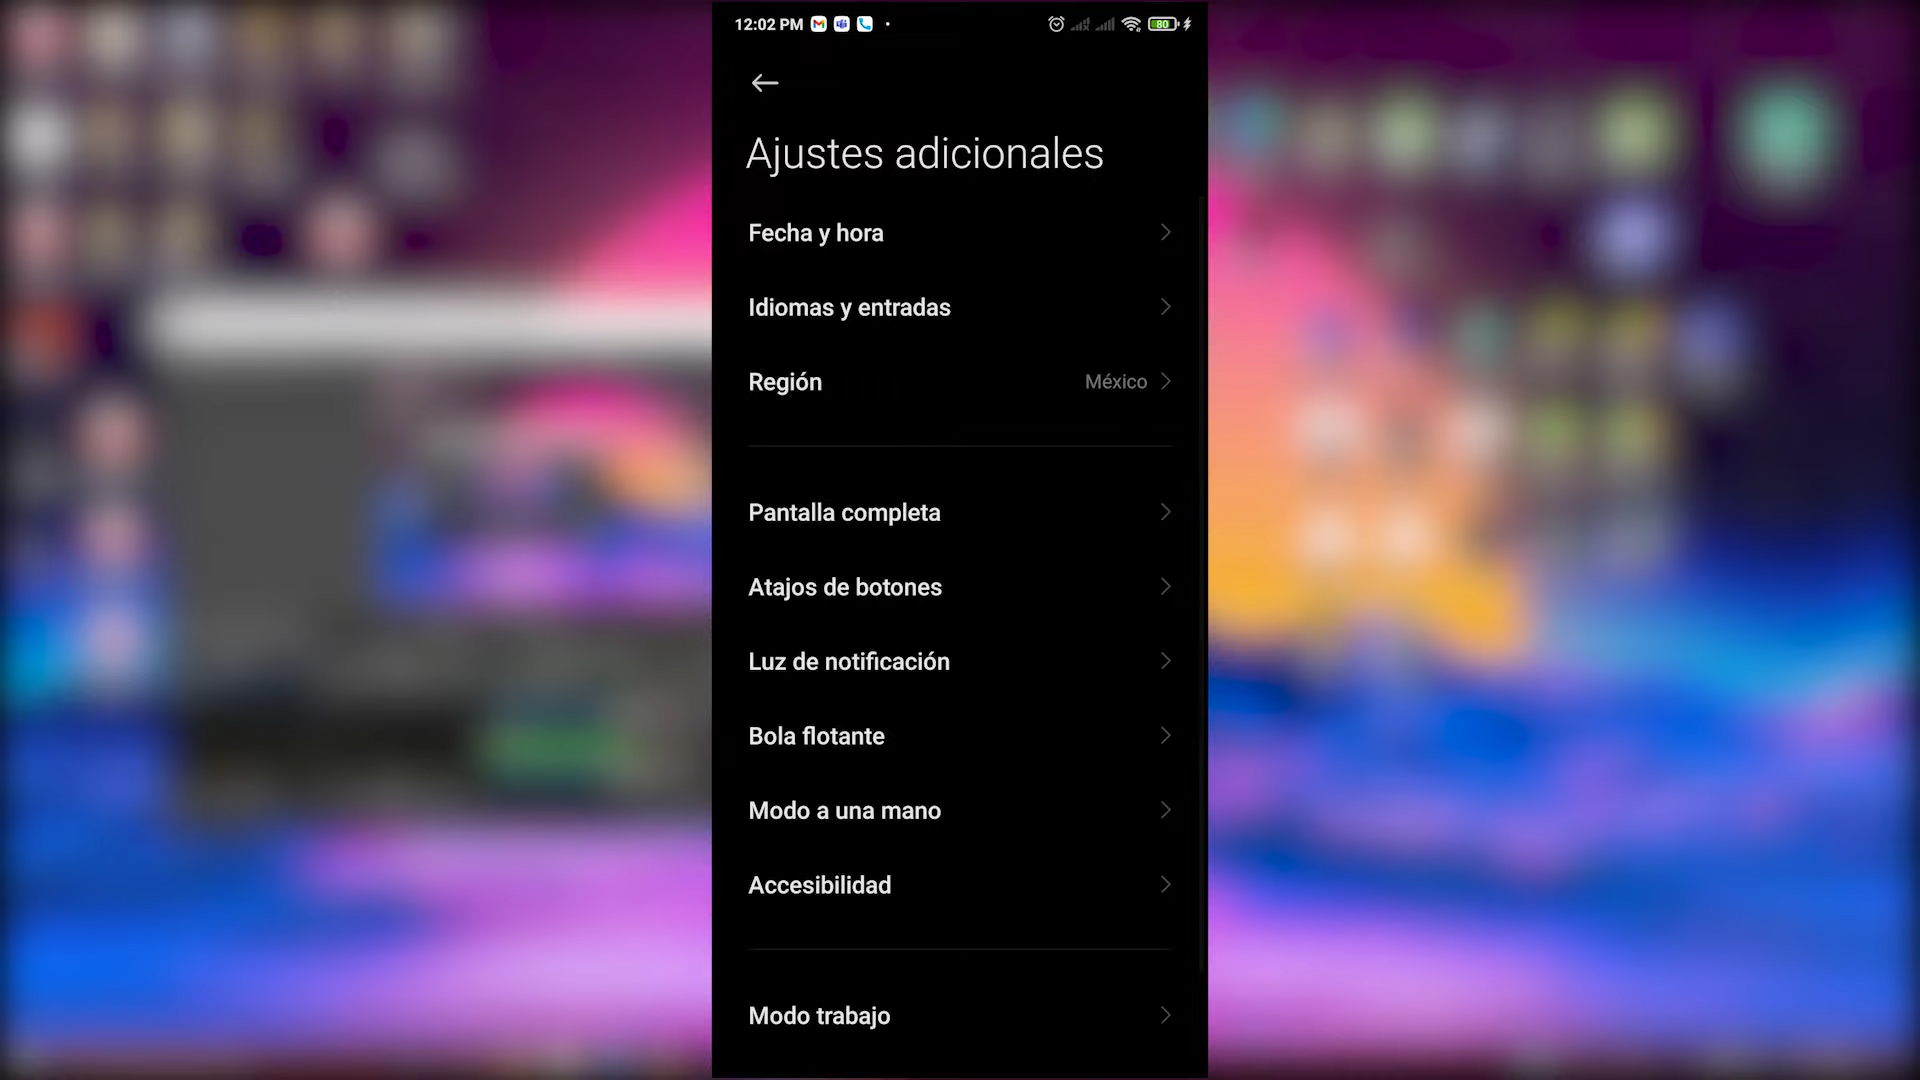 12:02 PM
80
Ajustes adicionales
Fecha y hora
Idiomas y entradas
Región
México
Pantalla completa
Atajos de botones
Luz de notificación
Bola flotante
Modo a una mano
Accesibilidad
Modo trabajo